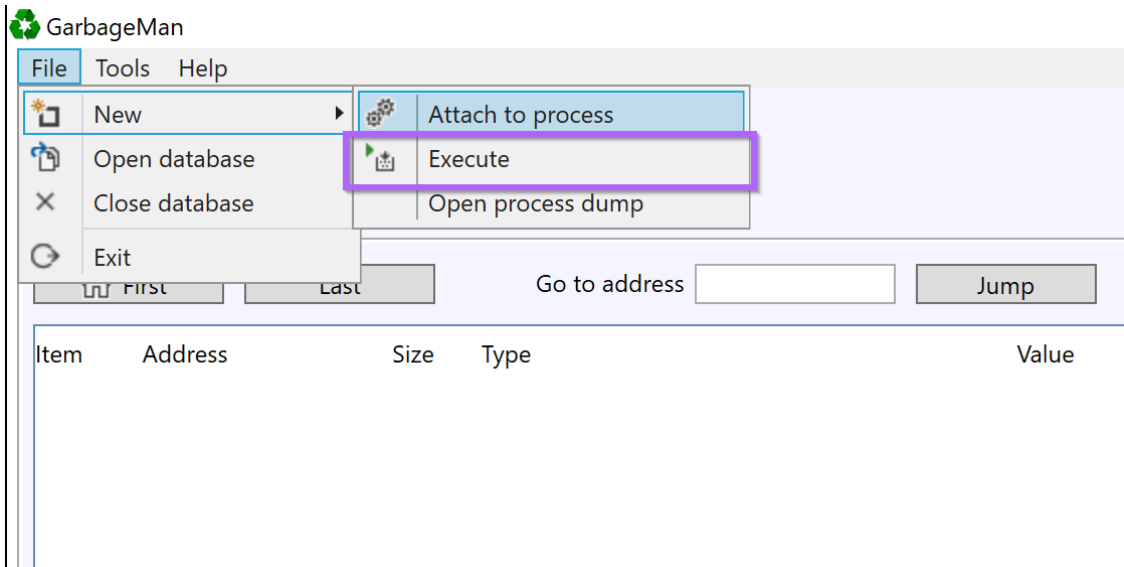 GarbageMan
File Tools Help
New Attach to process
Open database Execute
Close database Open process dump
Exit
First Last Go to address Jump
Item Address Size Type Value